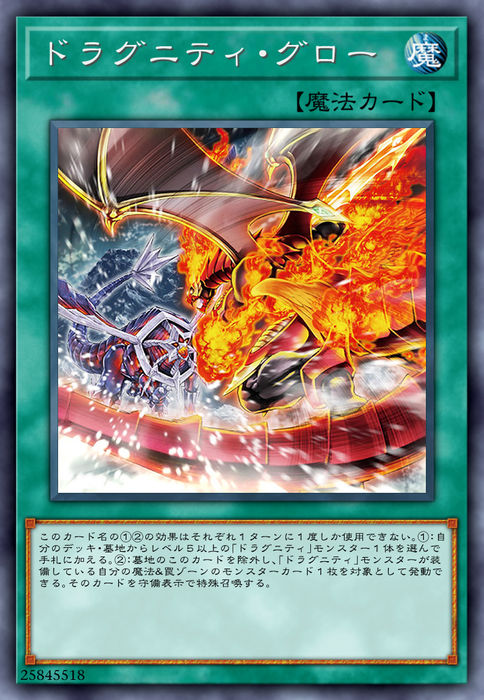 ドラグニティ・グロー
魔
【魔法カード】
このカード名の①②の効果はそれぞれ１ターンに１度しか使用できない。①：自
分のデッキ・墓地からレベル５以上の「ドラグニティ」モンスター１体を選んで
手札に加える。②：墓地のこのカードを除外し、「ドラグニティ」モンスターが装
備している自分の魔法&罠ゾーンのモンスターカード１枚を対象として発動で
きる。そのカードを守備表示で特殊召喚する。
25845518